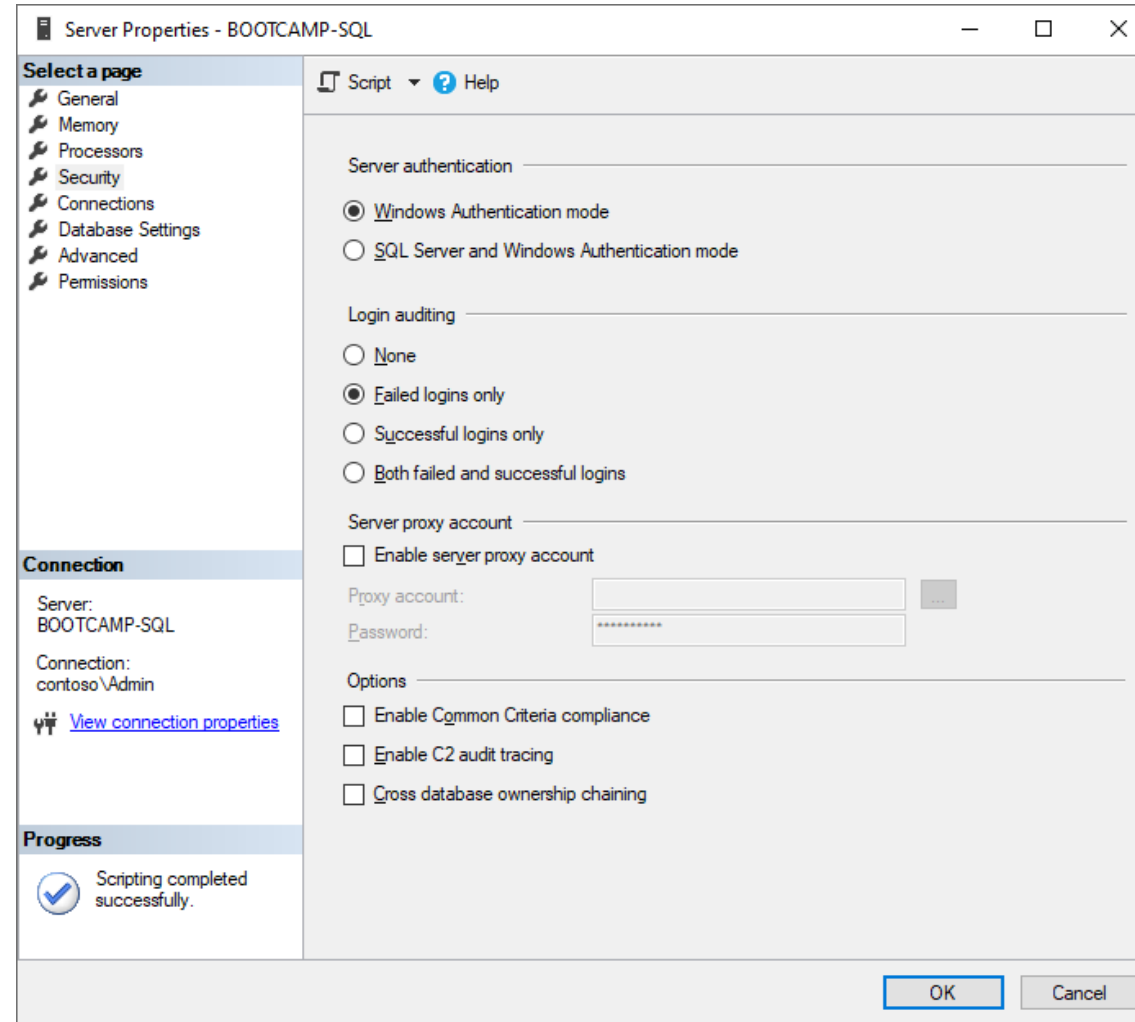 Server Properties - BOOTCAMP-SQL
Select a page
General
Memory
Processors
Security
Connections
Database Settings
Advanced
Permissions
Connection
Server:
BOOTCAMP-SQL
Connection:
contoso\Admin
View connection properties
Progress
Scripting completed
successfully.
Script
Help
Server authentication
Windows Authentication mode
SQL Server and Windows Authentication mode
Login auditing
None
Failed logins only
Successful logins only
Both failed and successful logins
Server proxy account
Enable server proxy account
Proxy account:
...
Password:
**********
Options
Enable Common Criteria compliance
Enable C2 audit tracing
Cross database ownership chaining
OK
Cancel